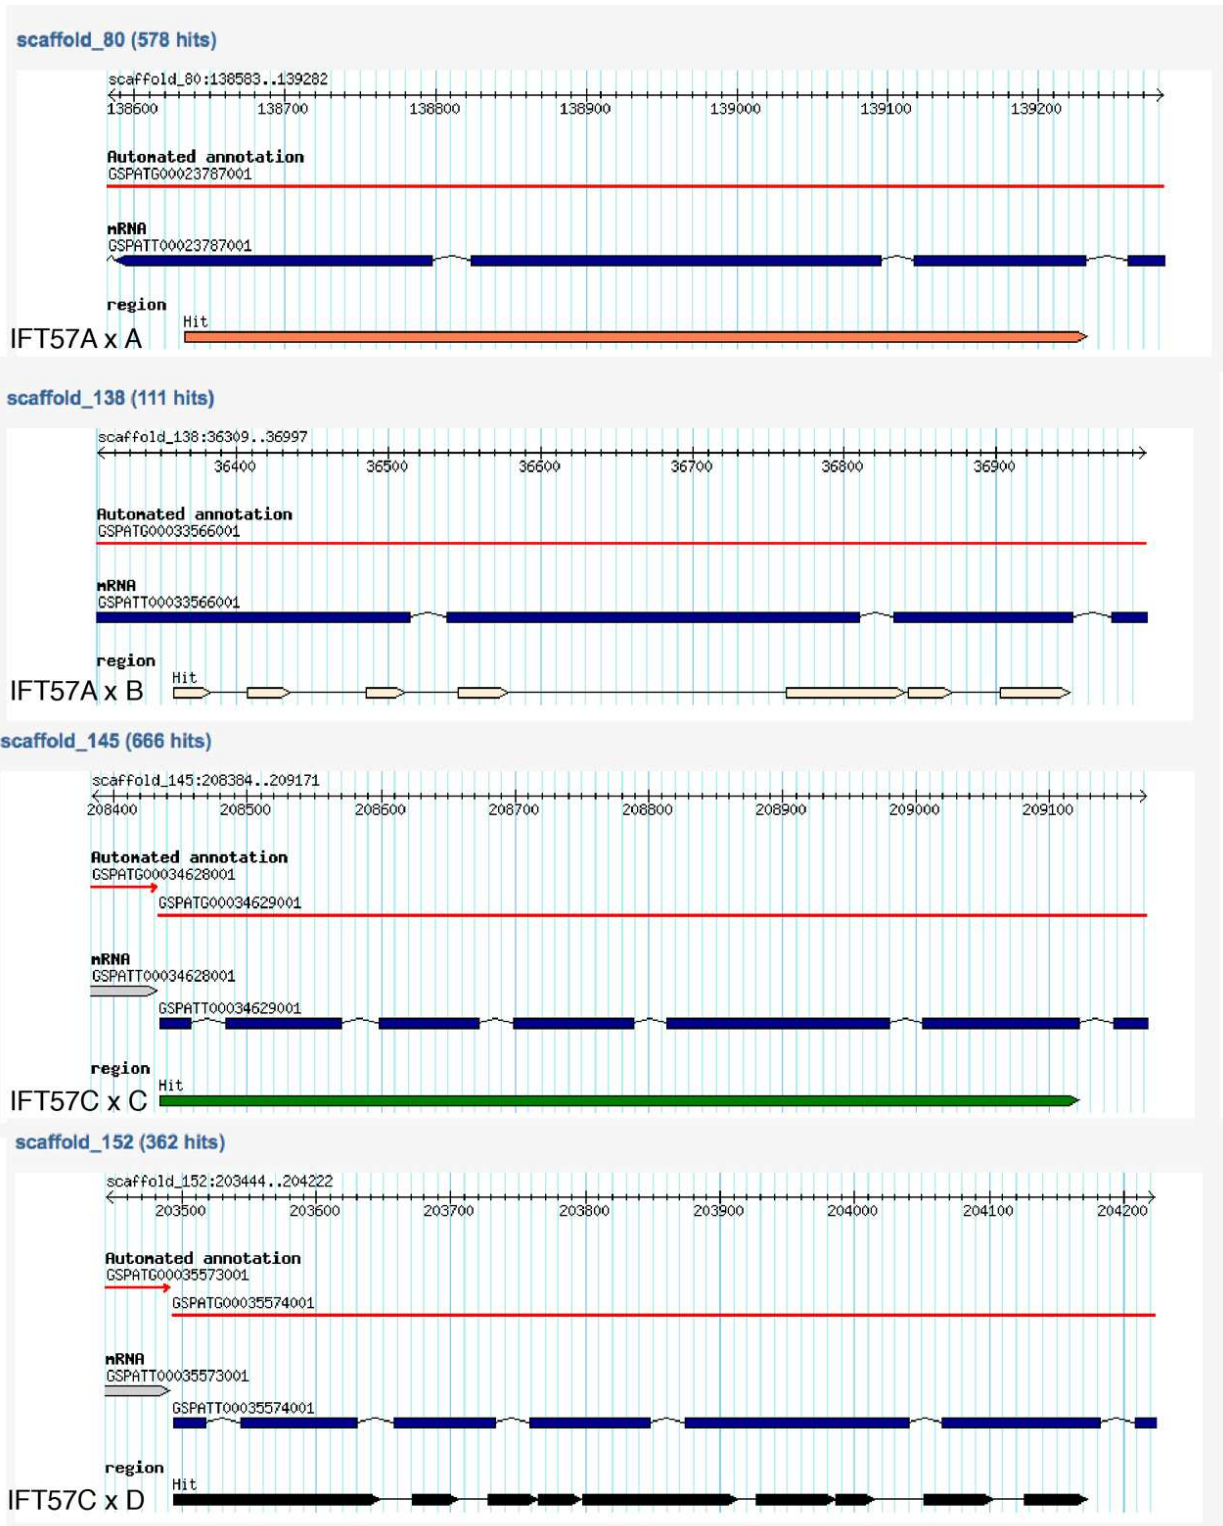 scaffold_80 (578 hits)
scaffold_80:138583..139282
138600 138700 138800 138900 139000 139100 139200
Automated annotation
GSPATG00023787001
mRNA
GSPATT00023787001
region
Hit
IFT57A x A
scaffold_138 (111 hits)
scaffold_138:36309..36997
36400 36500 36600 36700 36800 36900
Automated annotation
GSPATG00033566001
mRNA
GSPATT00033566001
region
Hit
IFT57A x B
scaffold_145 (666 hits)
scaffold_145:208384..209171
208400 208500 208600 208700 208800 208900 209000 209100
Automated annotation
GSPATG00034628001
GSPATG00034629001
mRNA
GSPATT00034628001
GSPATT00034629001
region
Hit
IFT57C x C
scaffold_152 (362 hits)
scaffold_152:203444..204222
203500 203600 203700 203800 203900 204000 204100 204200
Automated annotation
GSPATG00035573001
GSPATG00035574001
mRNA
GSPATT00035573001
GSPATT00035574001
region
Hit
IFT57C x D